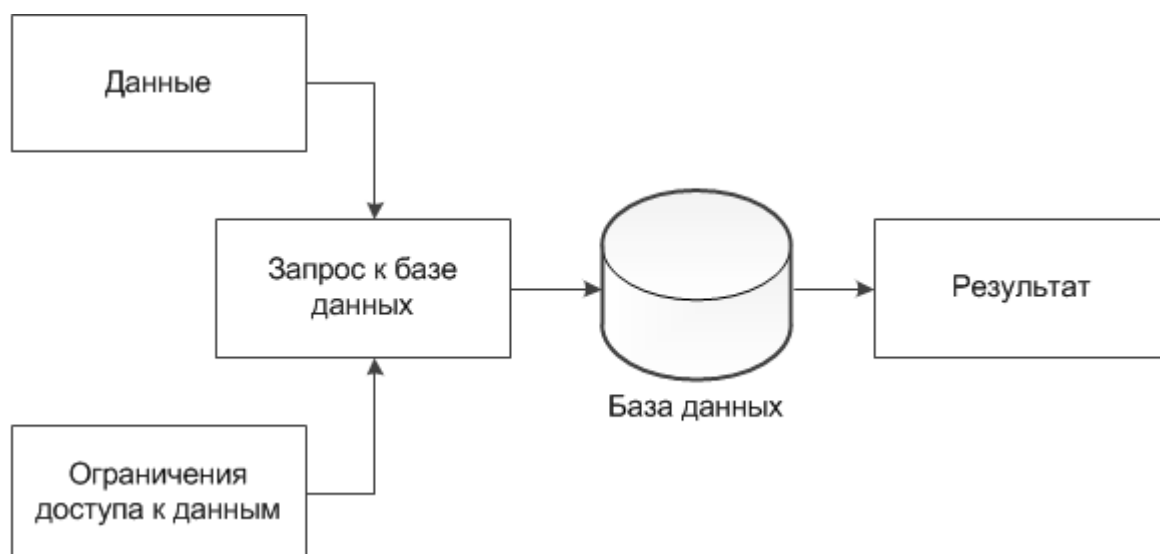 Данные
Запрос к базе
данных
База данных
Результат
Ограничения
доступа к данным